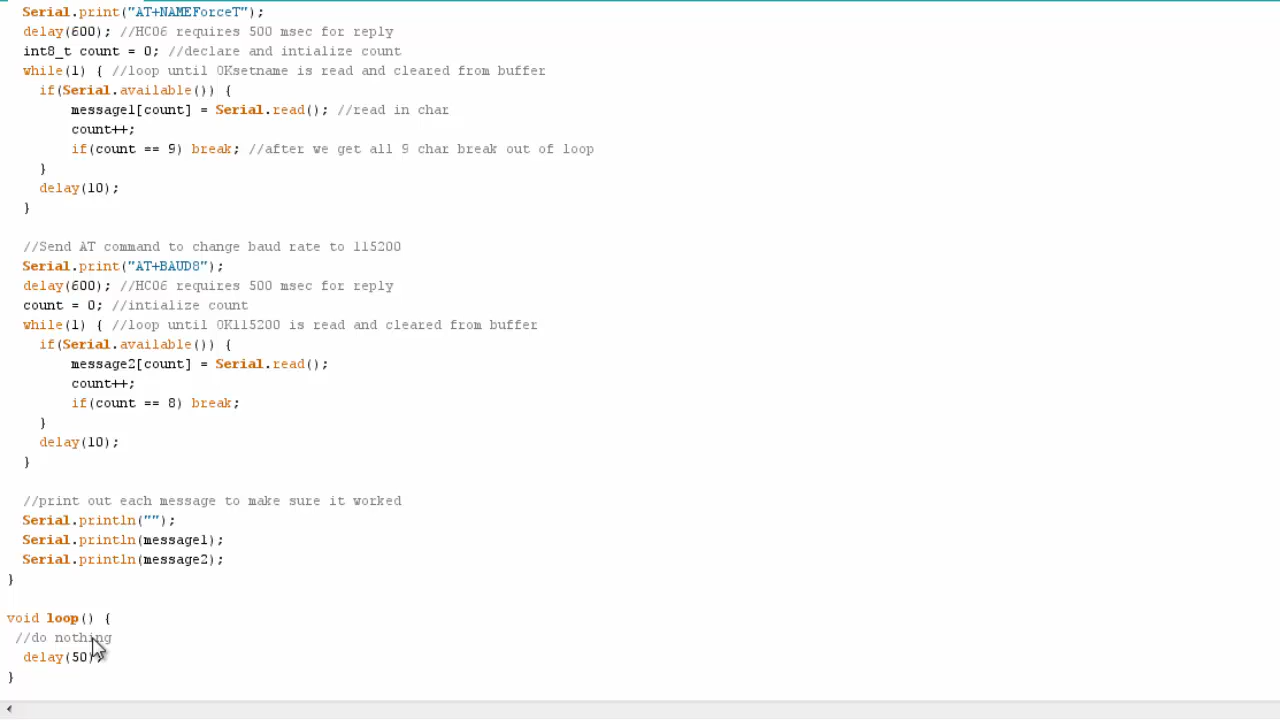 Serial.print("AT+NAMEForceT");
delay(600); //HC06 requires 500 msec for reply
int8_t count = 0; //declare and intialize count
while(1) { //loop until OKsetname is read and cleared from buffer
if(Serial.available()) {
message1[count] = Serial.read(); //read in char
count++;
if(count == 9) break; //after we get all 9 char break out of loop
}
delay(10);
}
//Send AT command to change baud rate to 115200
Serial.print("AT+BAUD8");
delay(600); //HC06 requires 500 msec for reply
count = 0; //intialize count
while(1) { //loop until OK115200 is read and cleared from buffer
if(Serial.available()) {
message2[count] = Serial.read();
count++;
if(count == 8) break;
}
delay(10);
}
//print out each message to make sure it worked
Serial.println("");
Serial.println(message1);
Serial.println(message2);
}
void loop() {
//do nothing
delay(50);
}